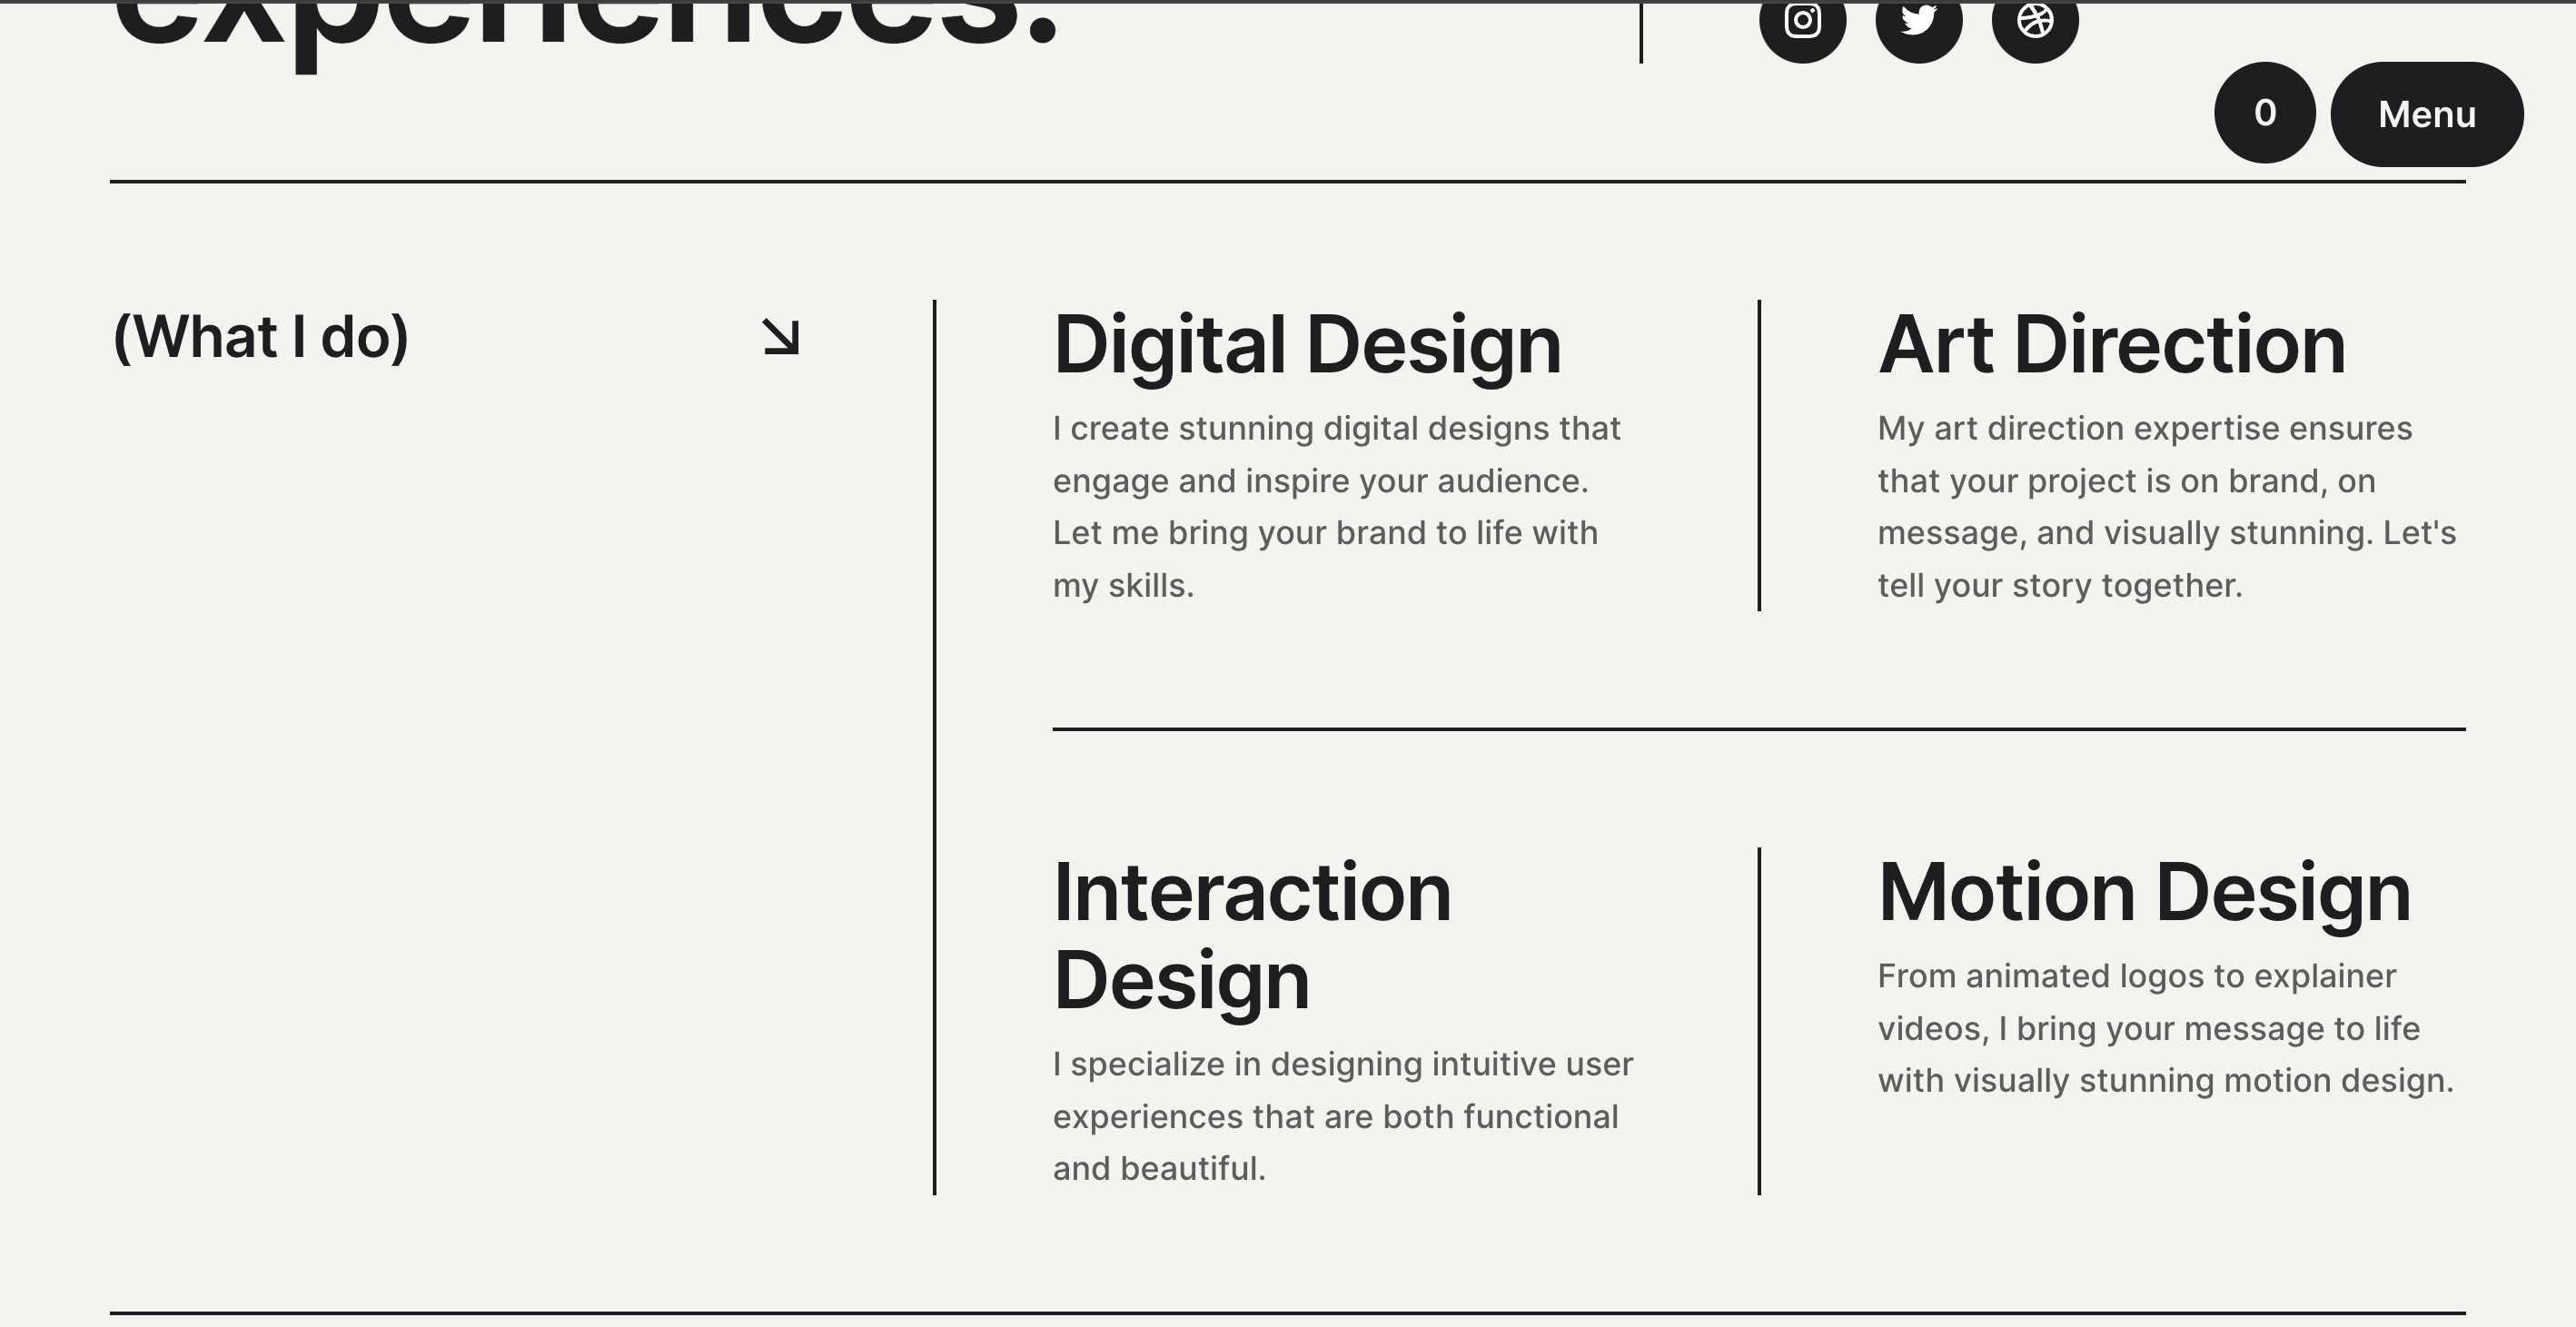 experiences.
0
Menu
(What I do)
Digital Design
I create stunning digital designs that
engage and inspire your audience.
Let me bring your brand to life with
my skills.
Art Direction
My art direction expertise ensures
that your project is on brand, on
message, and visually stunning. Let's
tell your story together.
Interaction
Design
I specialize in designing intuitive user
experiences that are both functional
and beautiful.
Motion Design
From animated logos to explainer
videos, I bring your message to life
with visually stunning motion design.